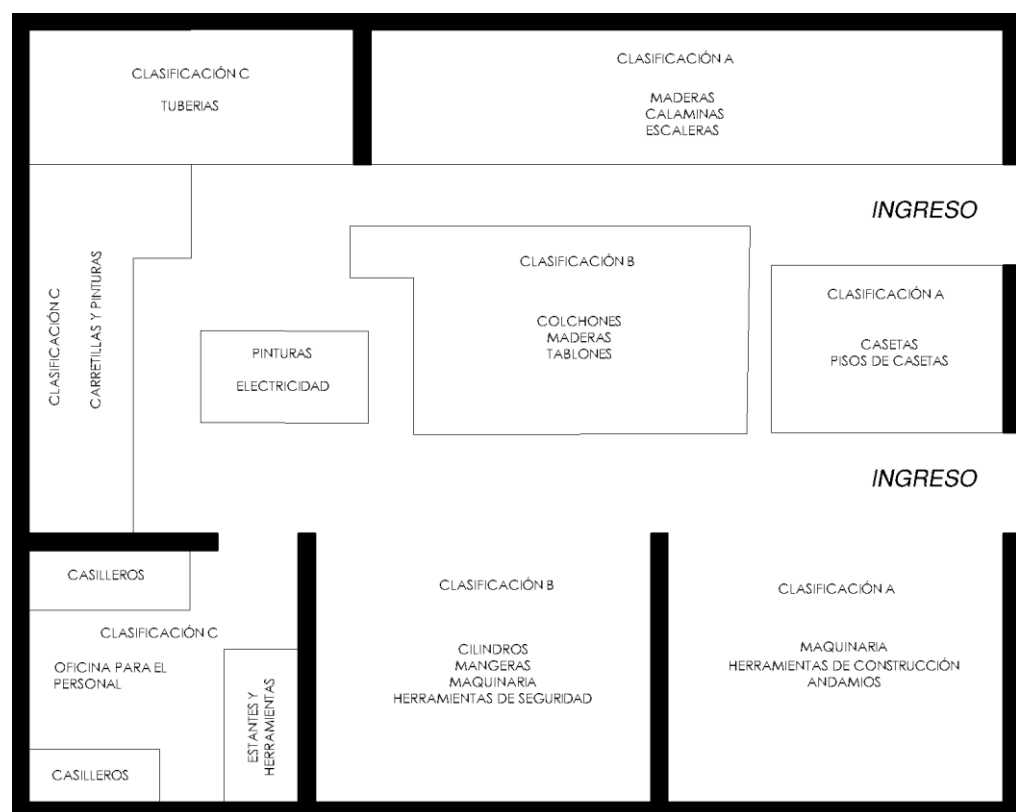 CLASIFICACIÓN C
TUBERIAS
CLASIFICACIÓN A
MADERAS
CALAMINAS
ESCALERAS
INGRESO
CLASIFICACIÓN C
CARRETILLAS Y PINTURAS
CLASIFICACIÓN B
COLCHONES
MADERAS
TABLONES
CLASIFICACIÓN A
CASETAS
PISOS DE CASETAS
PINTURAS
ELECTRICIDAD
INGRESO
CASILLEROS
CLASIFICACIÓN C
OFICINA PARA EL
PERSONAL
ESTANTES Y
HERRAMIENTAS
CASILLEROS
CLASIFICACIÓN B
CILINDROS
MANGERAS
MAQUINARIA
HERRAMIENTAS DE SEGURIDAD
CLASIFICACIÓN A
MAQUINARIA
HERRAMIENTAS DE CONSTRUCCIÓN
ANDAMIOS